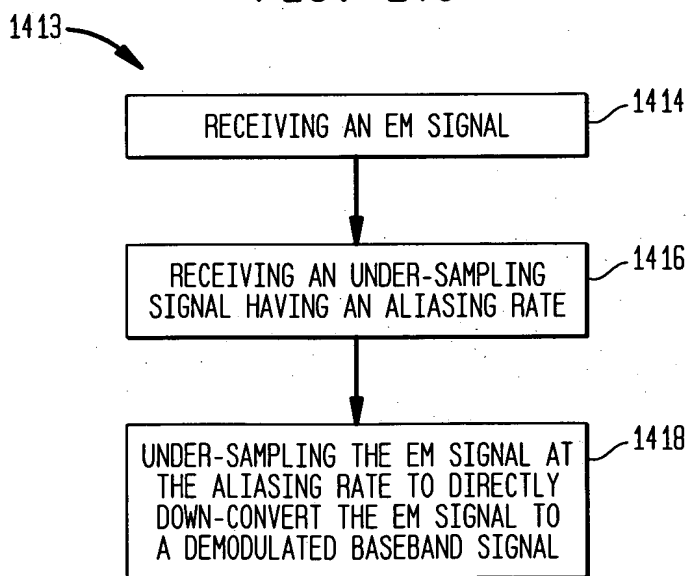 1413
RECEIVING AN EM SIGNAL
1414
RECEIVING AN UNDER-SAMPLING
SIGNAL HAVING AN ALIASING RATE
1416
UNDER-SAMPLING THE EM SIGNAL AT
THE ALIASING RATE TO DIRECTLY
DOWN-CONVERT THE EM SIGNAL TO
A DEMODULATED BASEBAND SIGNAL
1418